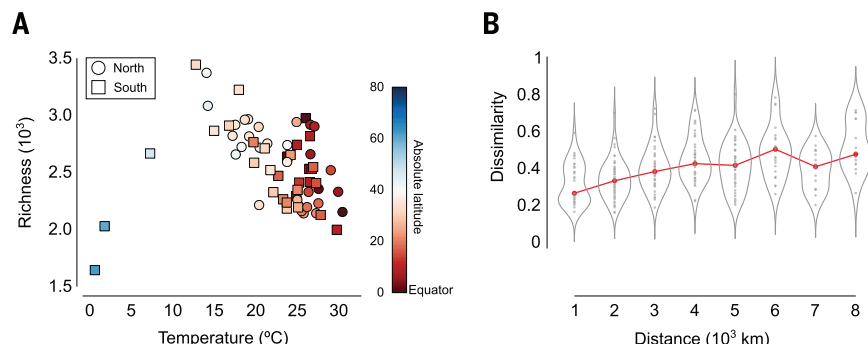 A
3.5
3.0
2.5
2.0
1.5
Richness (10³)
North
South
0 5 10 15 20 25 30
Temperature (ºC)
80
60
40
20
0
Equator
Absolute latitude
B
1
0.8
0.6
0.4
0.2
0
Dissimilarity
1 2 3 4 5 6 7 8
Distance (10³ km)